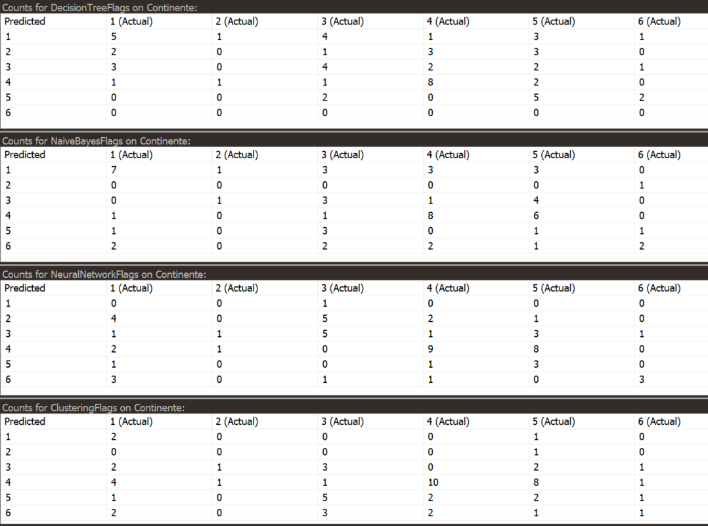 Counts for DecisionTreeFlags on Continente:
Predicted 1 (Actual) 2 (Actual) 3 (Actual) 4 (Actual) 5 (Actual) 6 (Actual)
1 5 1 4 1 3 1
2 2 0 1 3 3 0
3 3 0 4 2 2 1
4 1 1 1 8 2 0
5 0 0 2 0 5 2
6 0 0 0 0 0 0
Counts for NaiveBayesFlags on Continente:
Predicted 1 (Actual) 2 (Actual) 3 (Actual) 4 (Actual) 5 (Actual) 6 (Actual)
1 7 1 3 3 3 0
2 0 0 0 0 0 1
3 0 1 3 1 4 0
4 1 0 1 8 6 0
5 1 0 3 0 1 1
6 2 0 2 2 1 2
Counts for NeuralNetworkFlags on Continente:
Predicted 1 (Actual) 2 (Actual) 3 (Actual) 4 (Actual) 5 (Actual) 6 (Actual)
1 0 0 1 0 0 0
2 4 0 5 2 1 0
3 1 1 5 1 3 1
4 2 1 0 9 8 0
5 1 0 0 1 3 0
6 3 0 1 1 0 3
Counts for ClusteringFlags on Continente:
Predicted 1 (Actual) 2 (Actual) 3 (Actual) 4 (Actual) 5 (Actual) 6 (Actual)
1 2 0 0 0 1 0
2 0 0 0 0 1 0
3 2 1 3 0 2 1
4 4 1 1 10 8 1
5 1 0 5 2 2 1
6 2 0 3 2 1 1